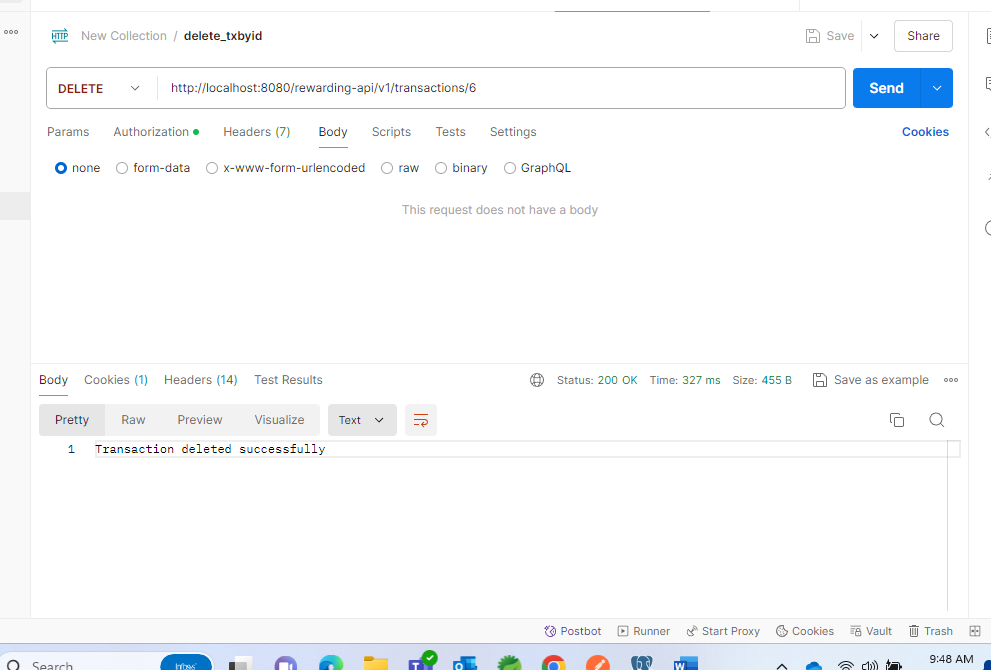 HTTP New Collection / delete_txbyid Save Share
DELETE http://localhost:8080/rewarding-api/v1/transactions/6 Send
Params Authorization Headers (7) Body Scripts Tests Settings Cookies
none form-data x-www-form-urlencoded raw binary GraphQL
This request does not have a body
Body Cookies (1) Headers (14) Test Results Status: 200 OK Time: 327 ms Size: 455 B Save as example
Pretty Raw Preview Visualize Text
1 Transaction deleted successfully
Postbot Runner Start Proxy Cookies Vault Trash
Search Infosys 9:48 AM